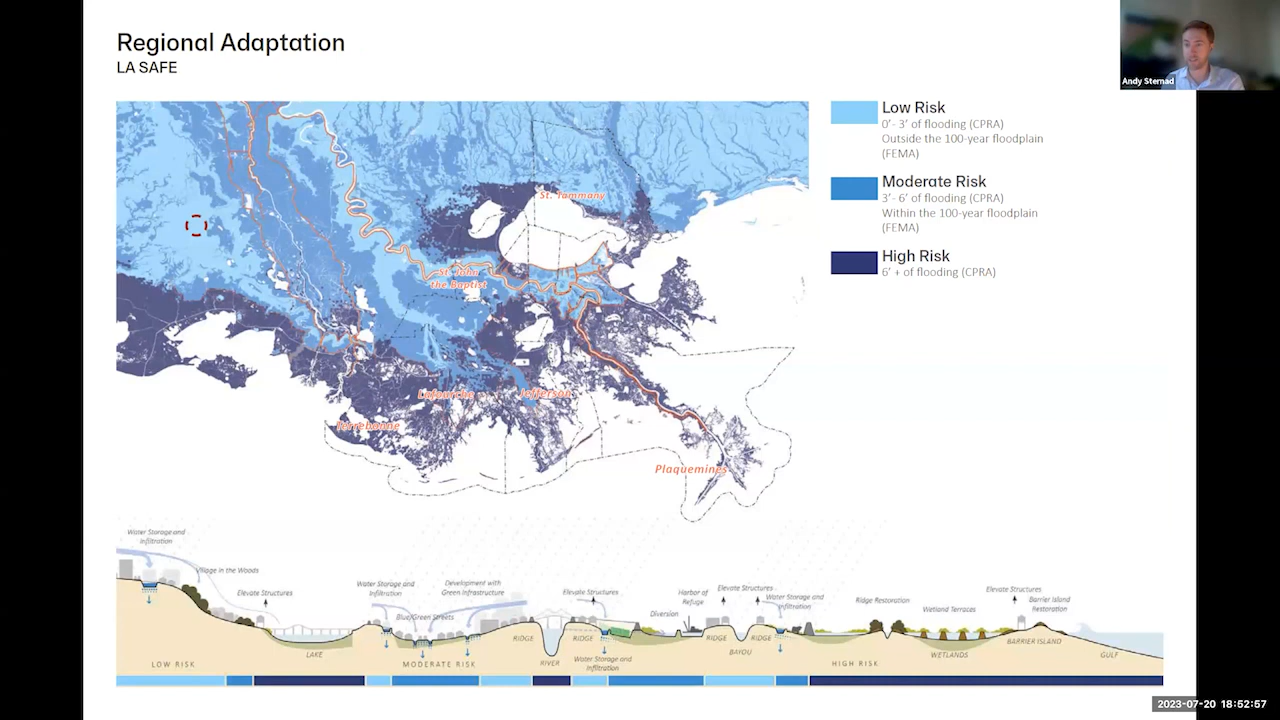 Regional Adaptation
LA SAFE
Andy Sternad
Low Risk
0'- 3' of flooding (CPRA)
Outside the 100-year floodplain
(FEMA)
Moderate Risk
3'- 6' of flooding (CPRA)
Within the 100-year floodplain
(FEMA)
High Risk
6' + of flooding (CPRA)
St. Tammany
St. John
the Baptist
Lafourche
Jefferson
Terrebonne
Plaquemines
Water Storage and
Infiltration
Village in the Woods
Elevate Structures
Water Storage and
Infiltration
Development with
Green Infrastructure
Blue/Green Streets
Elevate Structures
Diversion
Harbor of
Refuge
Elevate Structures
Water Storage and
Infiltration
Ridge Restoration
Wetland Terraces
Elevate Structures
Barrier Island
Restoration
LOW RISK
LAKE
MODERATE RISK
RIDGE
RIVER
RIDGE
Water Storage and
Infiltration
RIDGE
BAYOU
RIDGE
HIGH RISK
WETLANDS
BARRIER ISLAND
GULF
2023-07-20 18:52:57